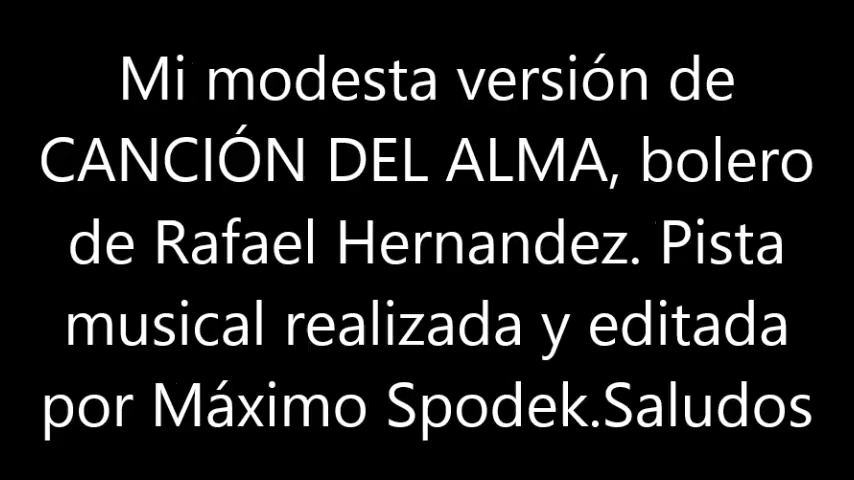 Mi modesta versión de
CANCIÓN DEL ALMA, bolero
de Rafael Hernandez. Pista
musical realizada y editada
por Máximo Spodek.Saludos